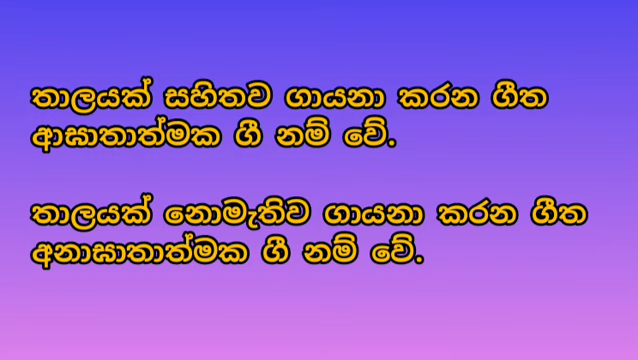 තාලයක් සහිතව ගායනා කරන ගීත
ආඝාතාත්මක ගී නම් වේ.
තාලයක් නොමැතිව ගායනා කරන ගීත
අනාඝාතාත්මක ගී නම් වේ.